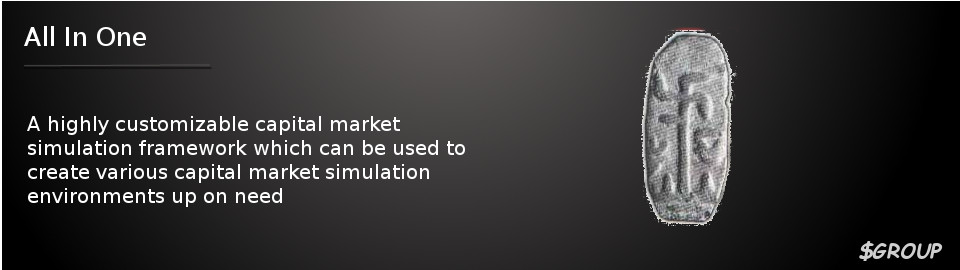 All In One
A highly customizable capital market
simulation framework which can be used to
create various capital market simulation
environments up on need
$GROUP